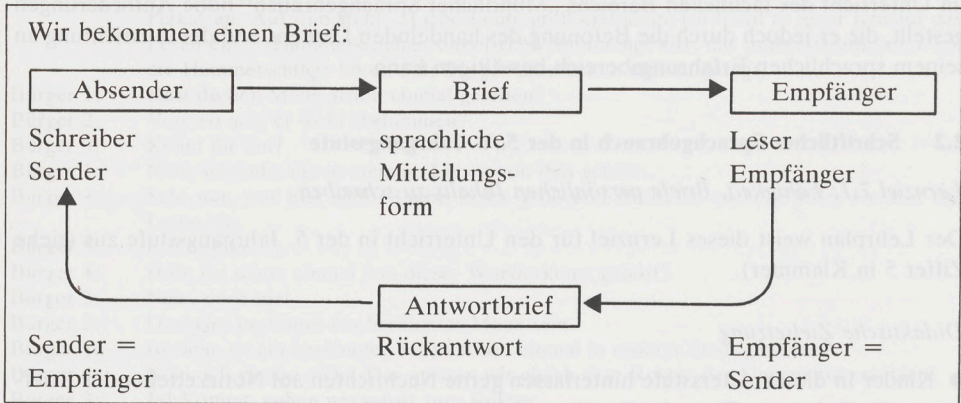 Wir bekommen einen Brief:
Absender Brief Empfänger
Schreiber sprachliche Leser
Sender Mitteilungs- Empfänger
form
Antwortbrief
Sender = Rückantwort Empfänger =
Empfänger Sender